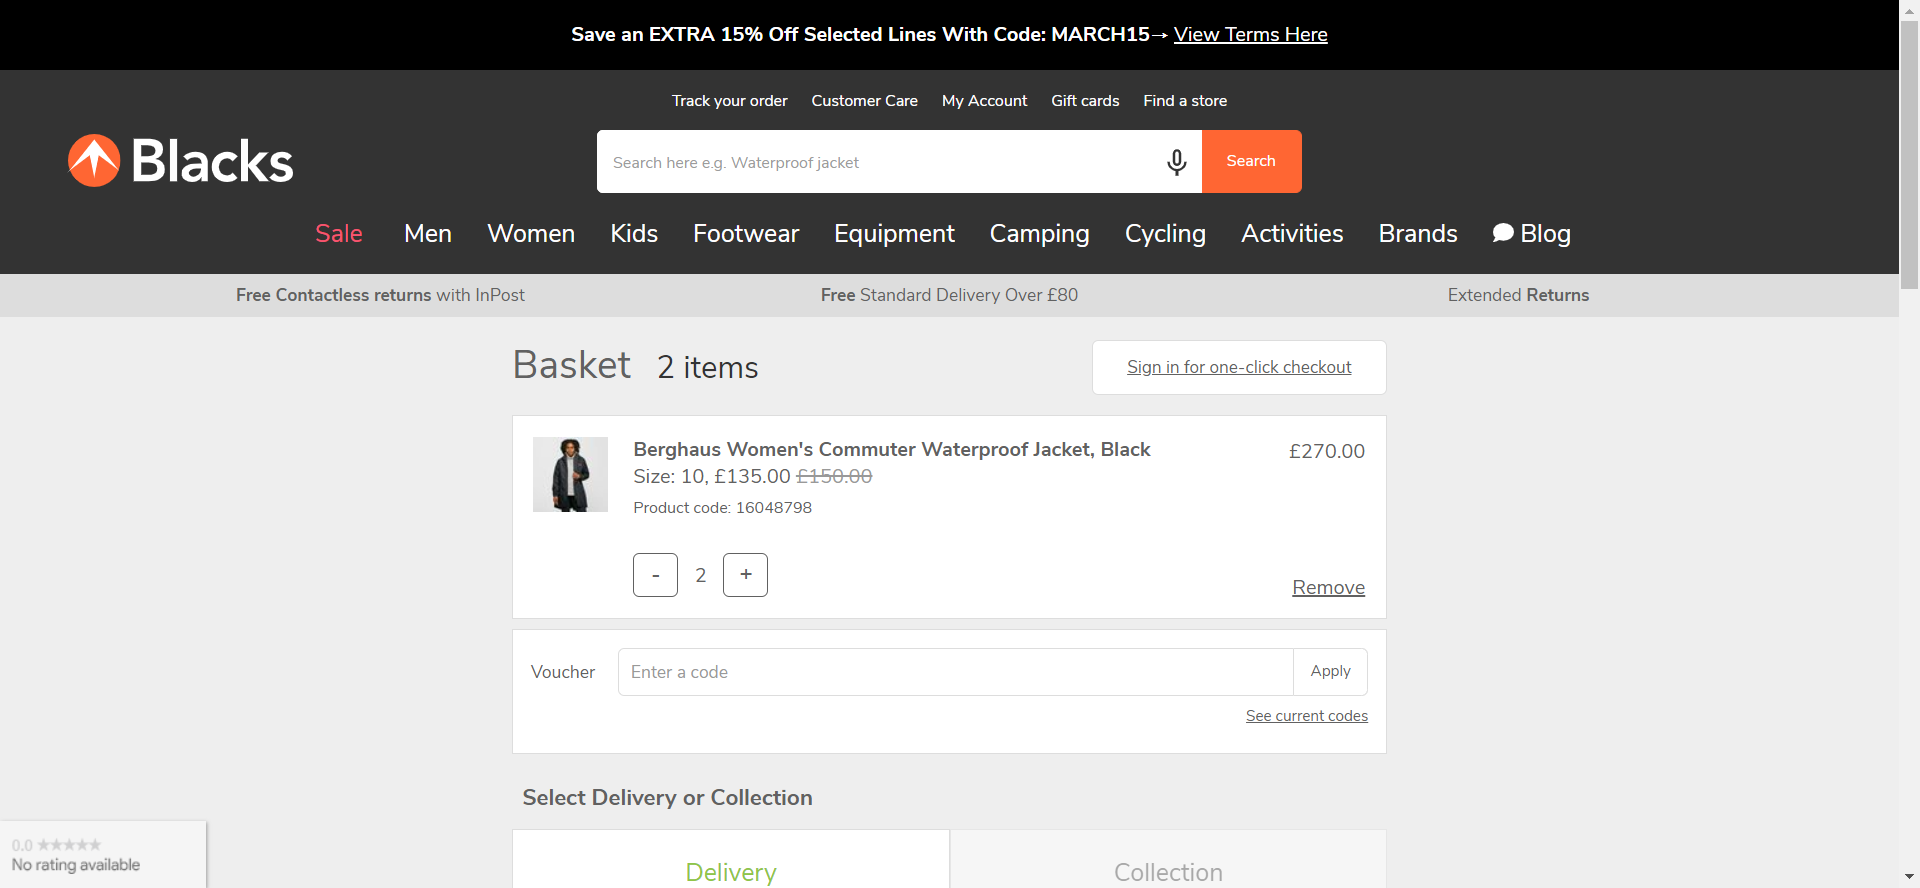 Save an EXTRA 15% Off Selected Lines With Code: MARCH15→ View Terms Here
Track your order Customer Care My Account Gift cards Find a store
Blacks
Search here e.g. Waterproof jacket Search
Sale Men Women Kids Footwear Equipment Camping Cycling Activities Brands Blog
Free Contactless returns with InPost Free Standard Delivery Over £80 Extended Returns
Basket 2 items Sign in for one-click checkout
Berghaus Women's Commuter Waterproof Jacket, Black £270.00
Size: 10, £135.00 £150.00
Product code: 16048798
- 2 +
Remove
Voucher Enter a code Apply
See current codes
Select Delivery or Collection
0.0 ★★★★★
No rating available
Delivery Collection